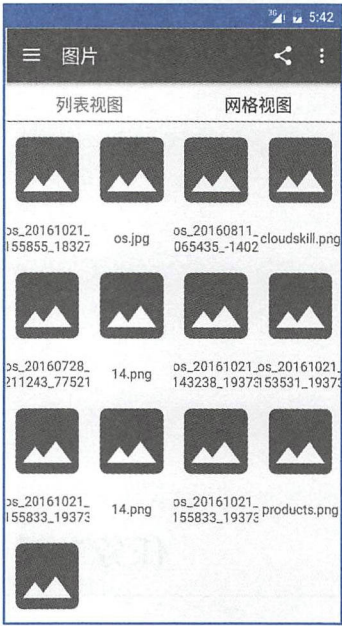 3G 5:42
图片
列表视图 网格视图
os_20161021_
155855_18327
os.jpg
os_20160811_
065435_-1402
cloudskill.png
os_20160728_
211243_77521
14.png
os_20161021_
143238_19373
os_20161021_
153531_19373
os_20161021_
155833_19373
14.png
os_20161021_
155833_19373
products.png